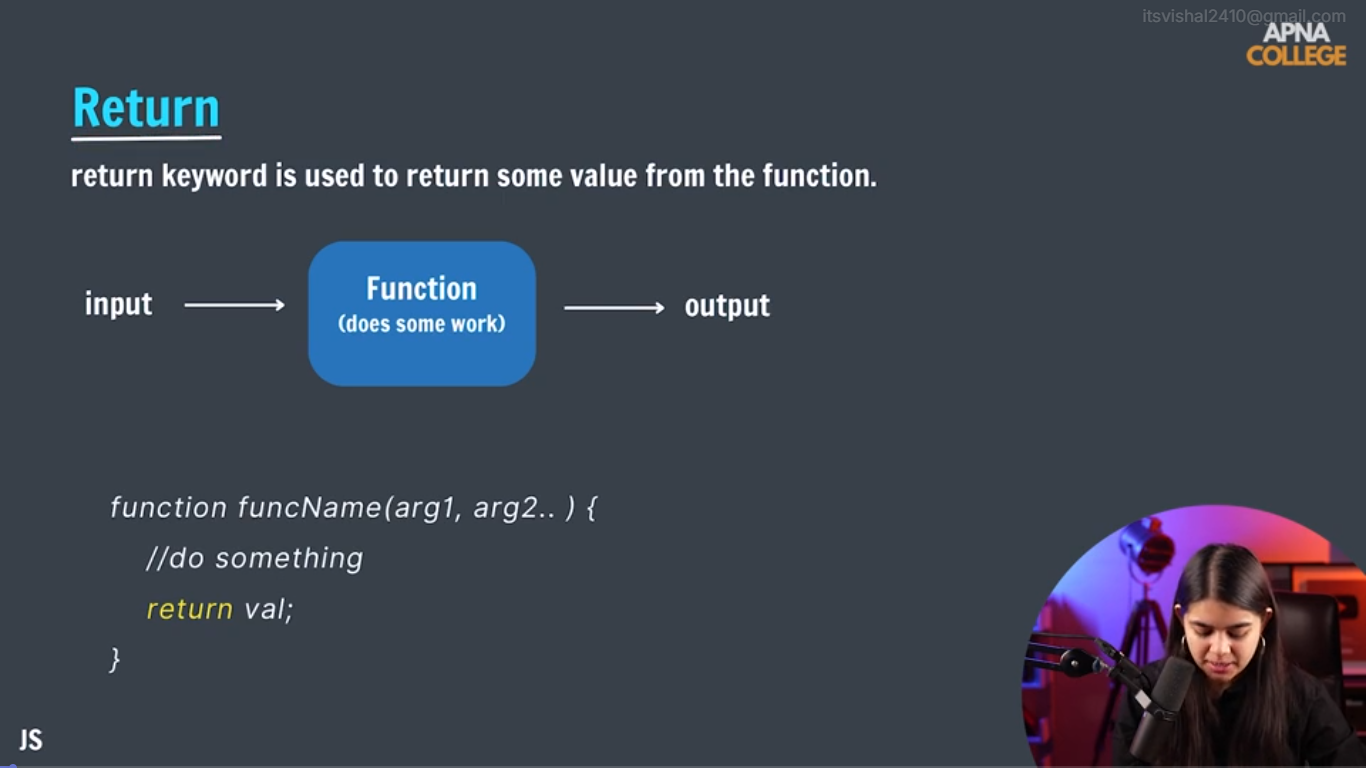 itsvishal2410@gmail.com
APNA
COLLEGE
Return
return keyword is used to return some value from the function.
input
Function
(does some work)
output
function funcName(arg1, arg2.. ) {
//do something
return val;
}
JS